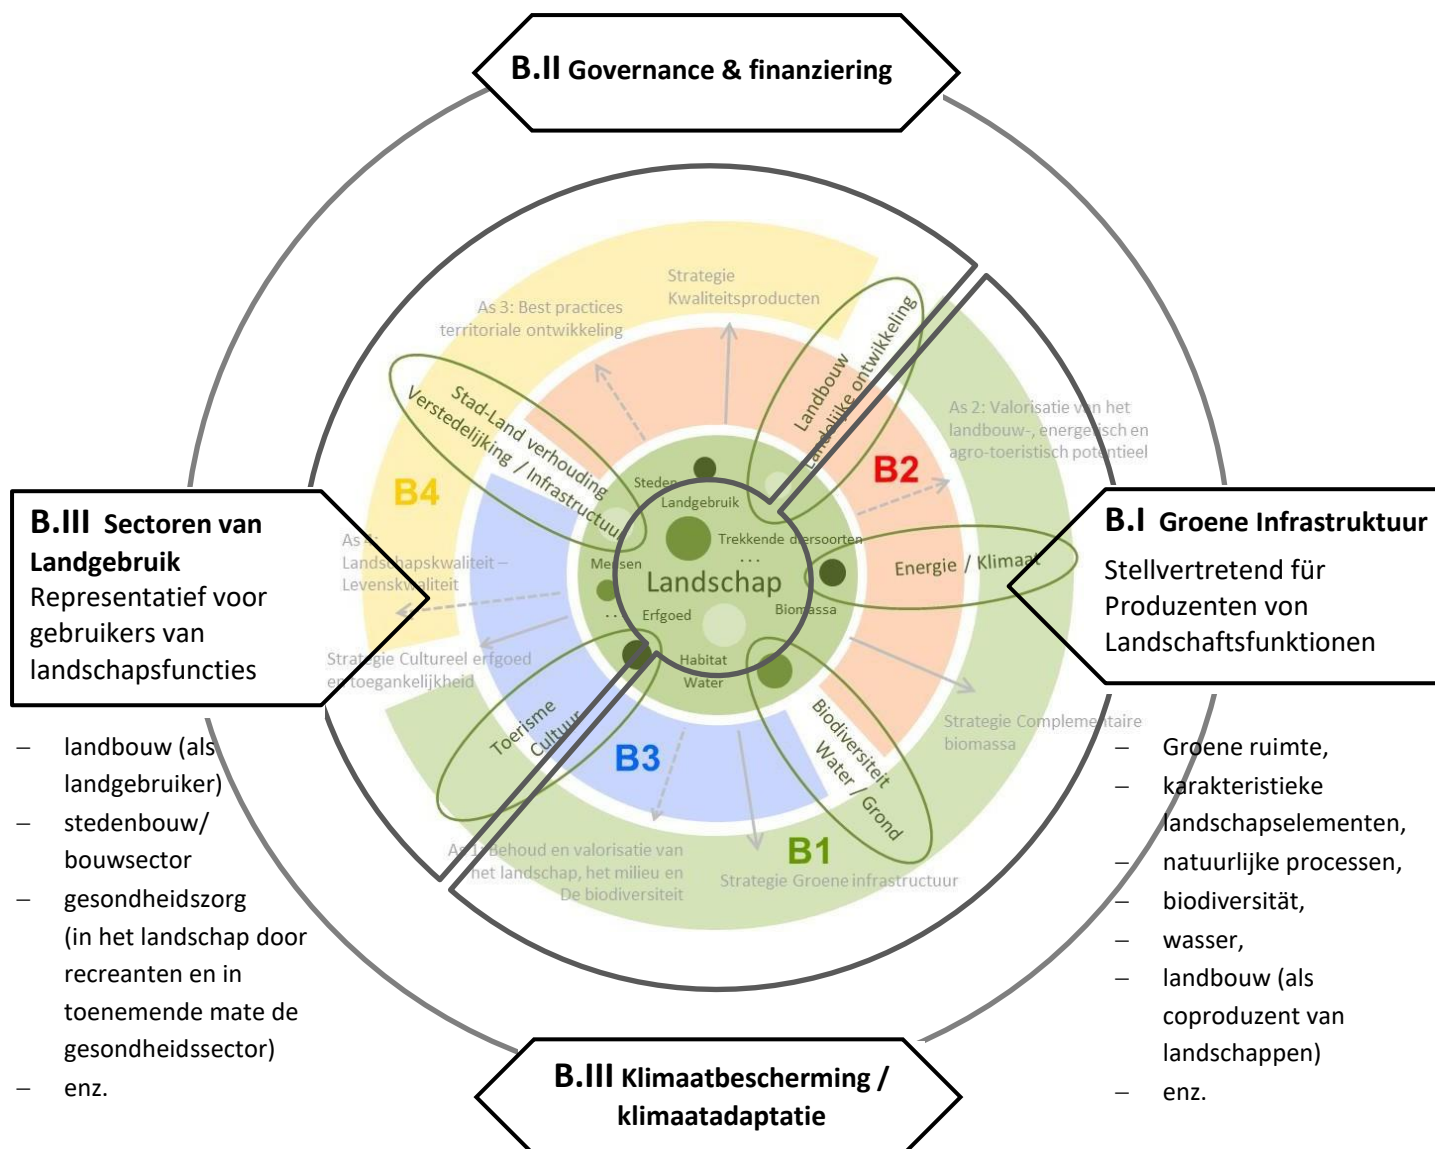 B.II Governance & finanziering
Strategie
Kwaliteitsproducten
As 3: Best practices
territoriale ontwikkeling
Landbouw
Landelijke ontwikkeling
Stad-Land verhouding
Verstedelijking / Infrastructuur
As 2: Valorisatie van het
landbouw-, energetisch en
agro-toeristisch potentieel
B2
B4
Steden
Landgebruik
Trekkende diersoorten
...
Mensen
Landschap
Biomassa
... Erfgoed
Habitat
Water
Energie / Klimaat
As 4:
Landschapskwaliteit –
Levenskwaliteit
B.III Sectoren van
Landgebruik
Representatief voor
gebruikers van
landschapsfuncties
B.I Groene Infrastruktuur
Stellvertretend für
Produzenten von
Landschaftsfunktionen
Strategie Cultureel erfgoed
en toegankelijkheid
Toerisme
Cultuur
B3
Biodiversiteit
Water / Grond
Strategie Complementaire
biomassa
B1
As 1: Behoud en valorisatie van
het landschap, het milieu en
De biodiversiteit
Strategie Groene infrastructuur
– landbouw (als
landgebruiker)
– stedenbouw/
bouwsector
– gesondheidszorg
(in het landschap door
recreanten en in
toenemende mate de
gesondheidssector)
– enz.
– Groene ruimte,
– karakteristieke
landschapselementen,
– natuurlijke processen,
– biodiversität,
– wasser,
– landbouw (als
coproduzent van
landschappen)
– enz.
B.III Klimaatbescherming /
klimaatadaptatie